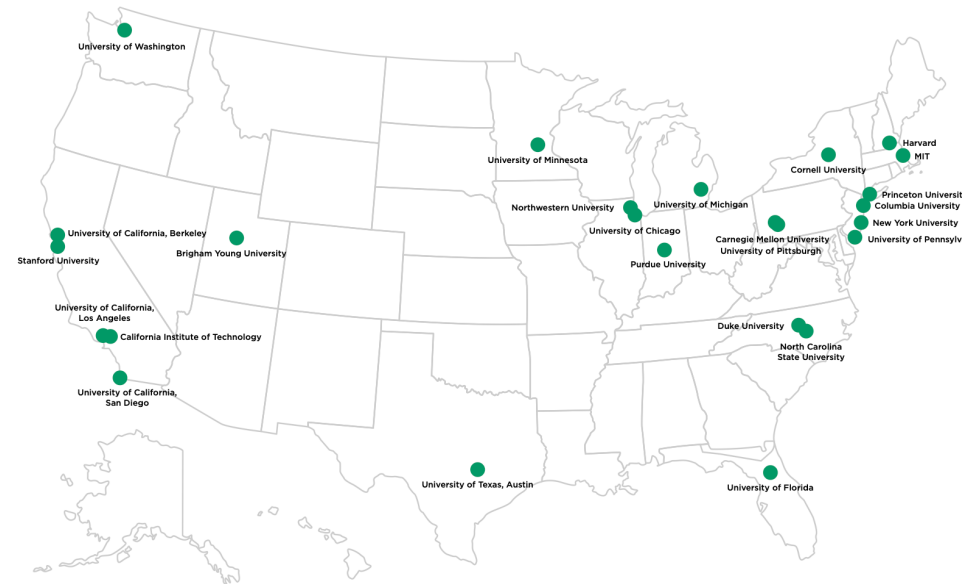 University of Washington
University of Minnesota
Harvard
MIT
Cornell University
University of Michigan
Princeton Universit
Northwestern University
Columbia University
University of Chicago
New York University
University of California, Berkeley
Carnegie Mellon University
University of Pennsylv
Brigham Young University
University of Pittsburgh
Stanford University
Purdue University
University of California,
Los Angeles
California Institute of Technology
Duke University
North Carolina
State University
University of California,
San Diego
University of Texas, Austin
University of Florida